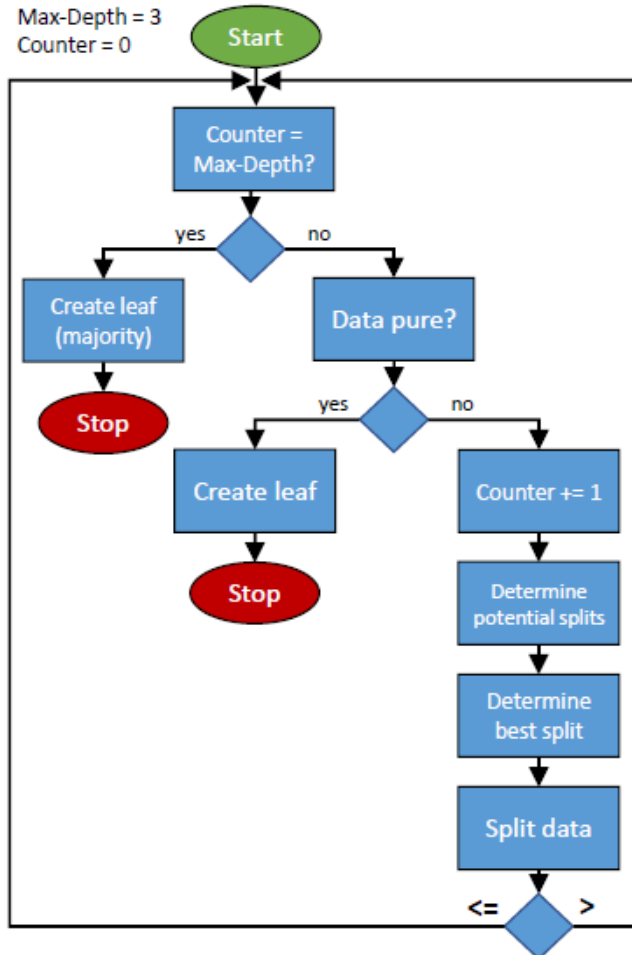 Max-Depth = 3
Counter = 0
Start
Counter =
Max-Depth?
yes
no
Create leaf
(majority)
Data pure?
Stop
yes
no
Create leaf
Counter += 1
Stop
Determine
potential splits
Determine
best split
Split data
<=
>